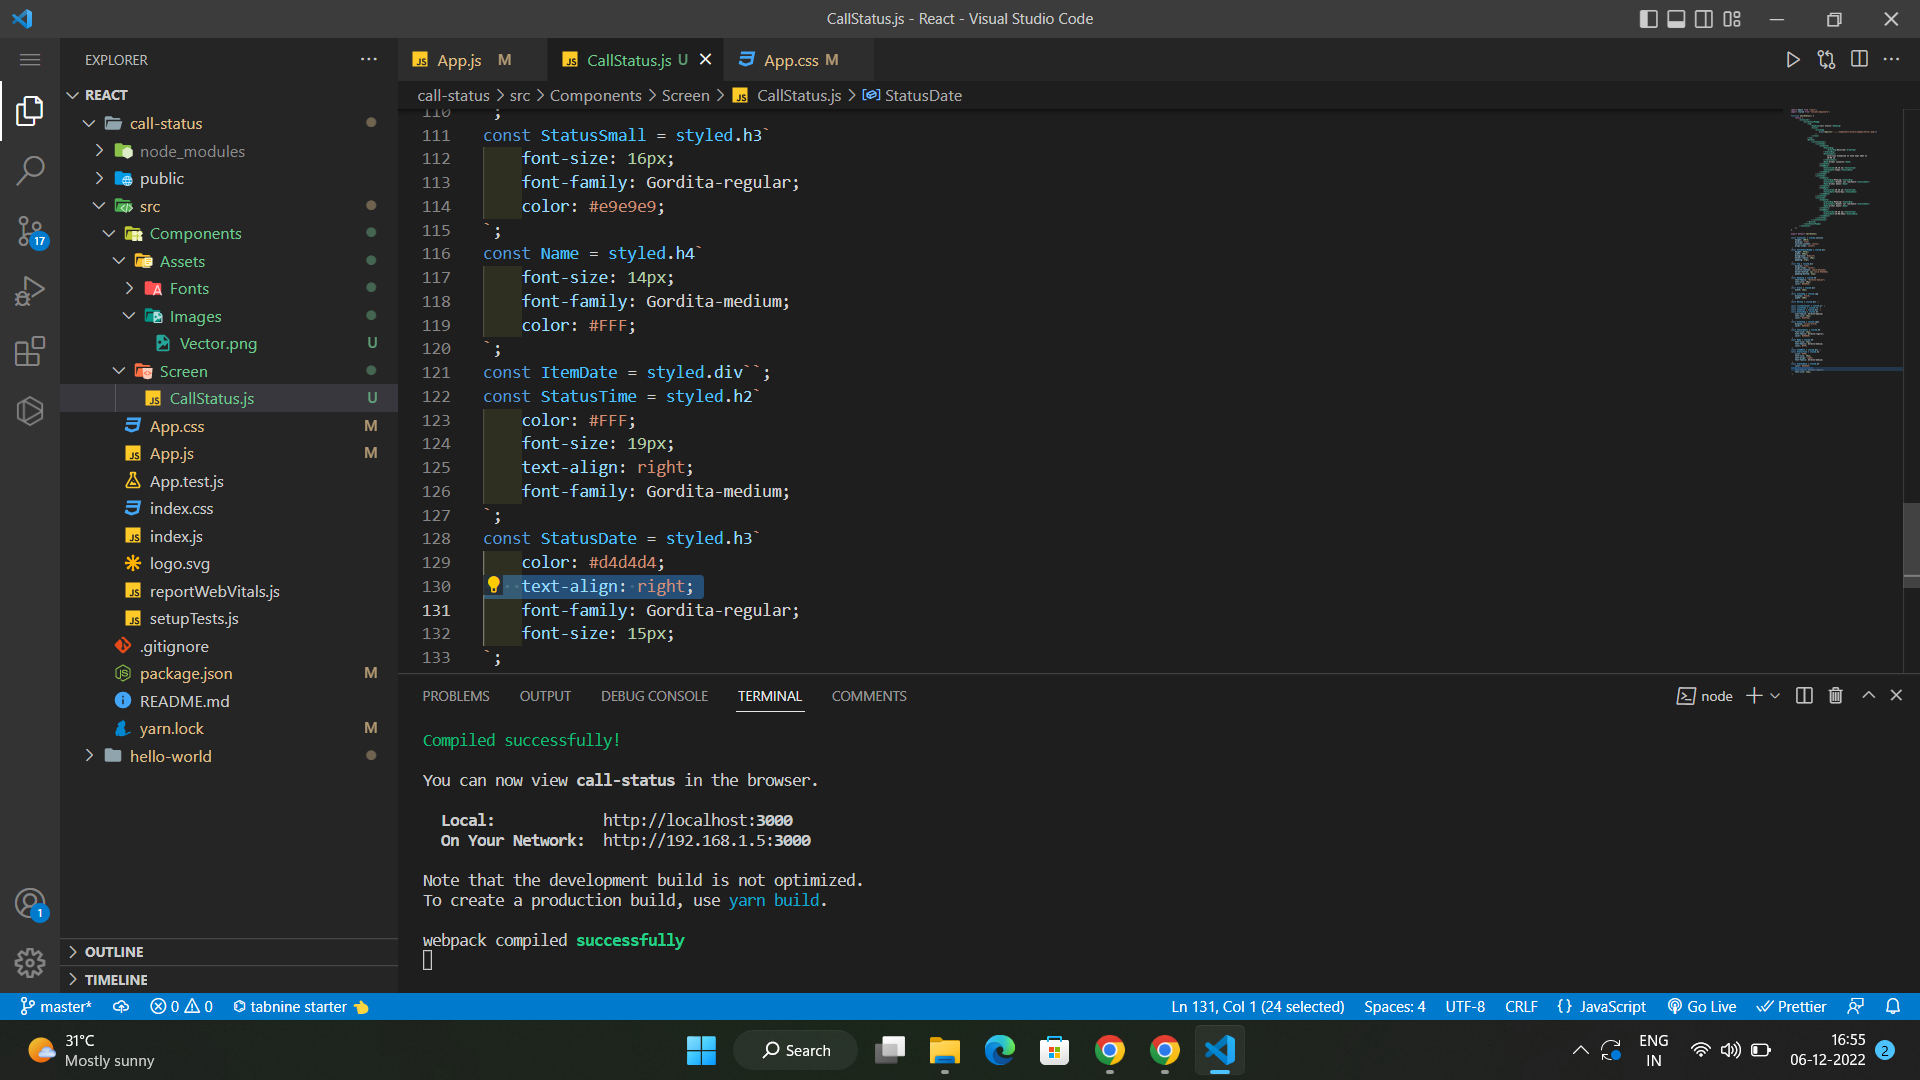 CallStatus.js - React - Visual Studio Code
EXPLORER
REACT
call-status
node_modules
public
src
Components
Assets
Fonts
Images
Vector.png U
Screen
CallStatus.js U
App.css M
App.js M
App.test.js
index.css
index.js
logo.svg
reportWebVitals.js
setupTests.js
.gitignore
package.json M
README.md
yarn.lock M
hello-world
OUTLINE
TIMELINE
17
1
App.js M
CallStatus.js U
App.css M
call-status > src > Components > Screen > CallStatus.js > StatusDate
110 `;
111 const StatusSmall = styled.h3`
112 font-size: 16px;
113 font-family: Gordita-regular;
114 color: #e9e9e9;
115 `;
116 const Name = styled.h4`
117 font-size: 14px;
118 font-family: Gordita-medium;
119 color: #FFF;
120 `;
121 const ItemDate = styled.div``;
122 const StatusTime = styled.h2`
123 color: #FFF;
124 font-size: 19px;
125 text-align: right;
126 font-family: Gordita-medium;
127 `;
128 const StatusDate = styled.h3`
129 color: #d4d4d4;
130 text-align: right;
131 font-family: Gordita-regular;
132 font-size: 15px;
133 `;
PROBLEMS OUTPUT DEBUG CONSOLE TERMINAL COMMENTS
node
Compiled successfully!
You can now view call-status in the browser.
Local: http://localhost:3000
On Your Network: http://192.168.1.5:3000
Note that the development build is not optimized.
To create a production build, use yarn build.
webpack compiled successfully
master* 0 0 tabnine starter
Ln 131, Col 1 (24 selected) Spaces: 4 UTF-8 CRLF {} JavaScript Go Live Prettier
31°C
Mostly sunny
Search
ENG
IN
16:55
06-12-2022
2